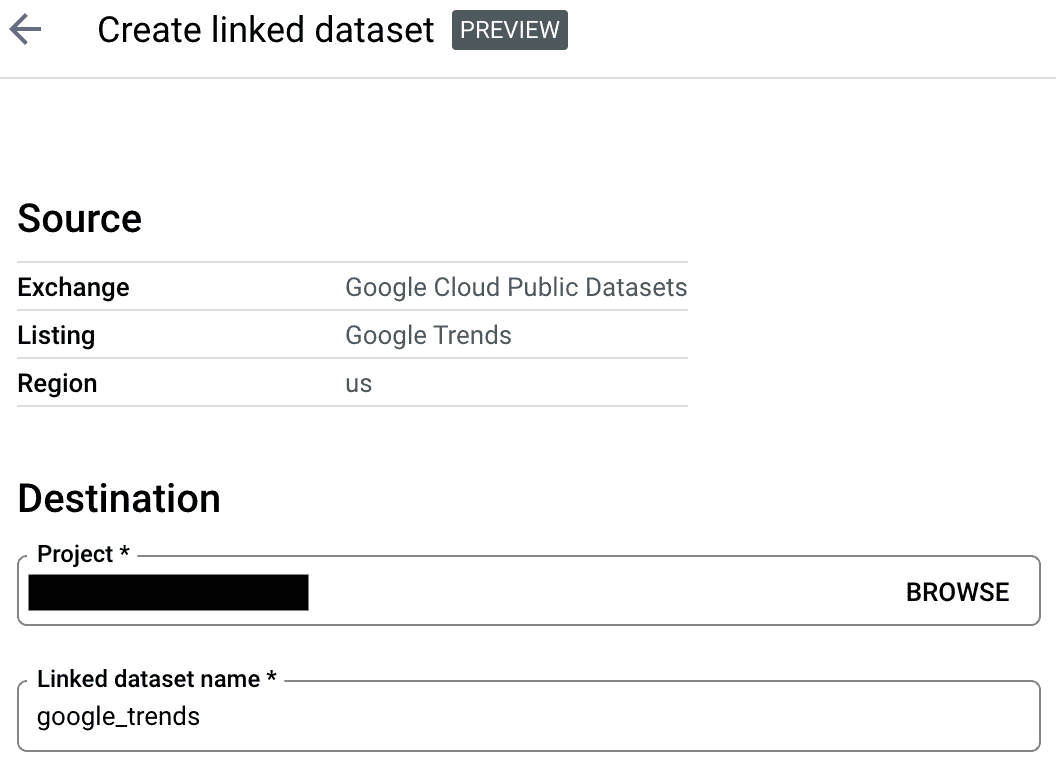 Create linked dataset PREVIEW
Source
Exchange Google Cloud Public Datasets
Listing Google Trends
Region us
Destination
Project *
BROWSE
Linked dataset name *
google_trends